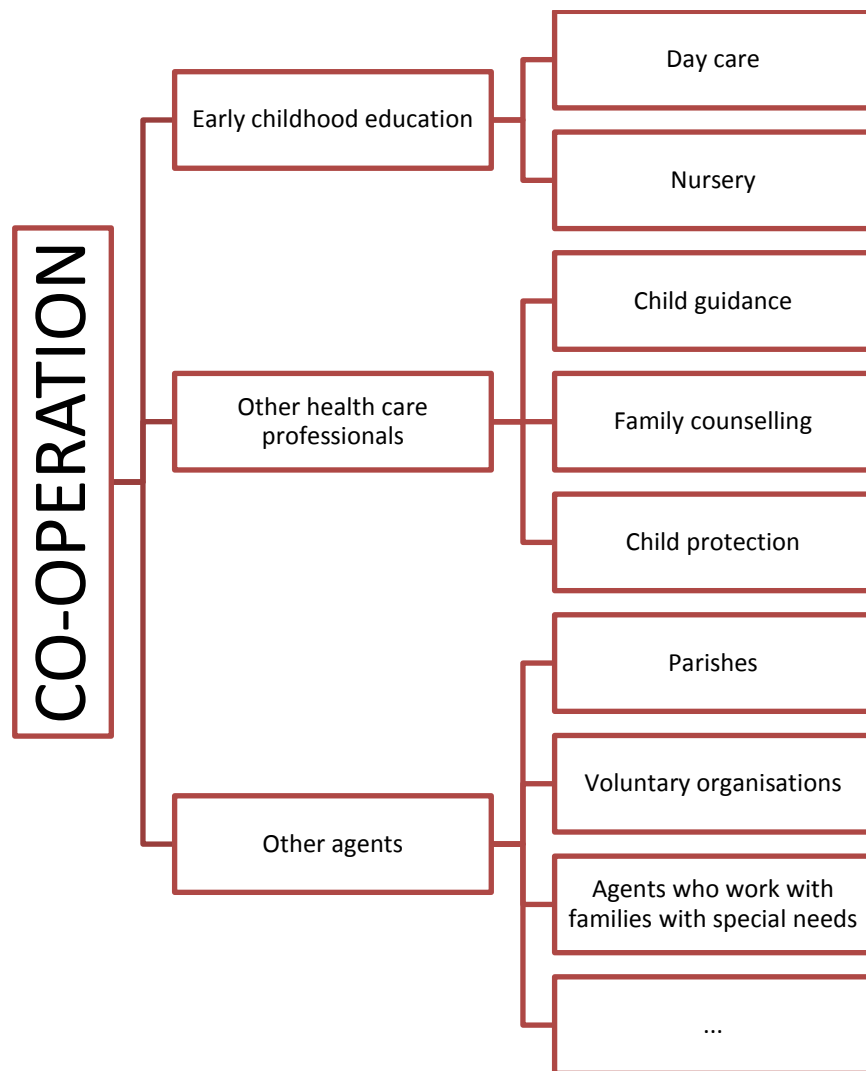 CO-OPERATION
Early childhood education
Day care
Nursery
Other health care
professionals
Child guidance
Family counselling
Child protection
Other agents
Parishes
Voluntary organisations
Agents who work with
families with special needs
...